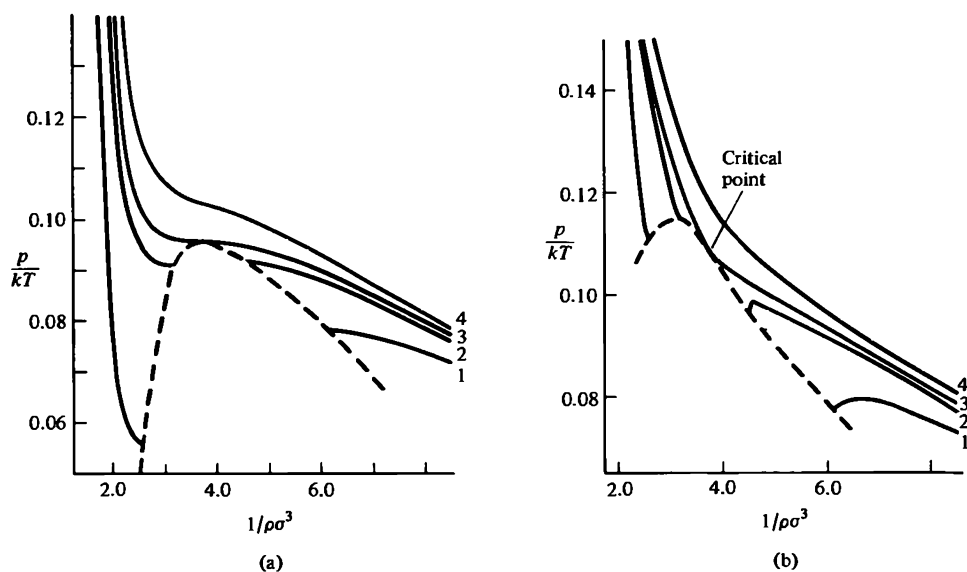 0.12
0.10
p
kT
0.08
0.06
2.0 4.0 6.0
1/ρσ³
(a)
4
3
2
1
0.14
0.12
p
kT
0.10
0.08
2.0 4.0 6.0
1/ρσ³
(b)
Critical
point
4
3
2
1